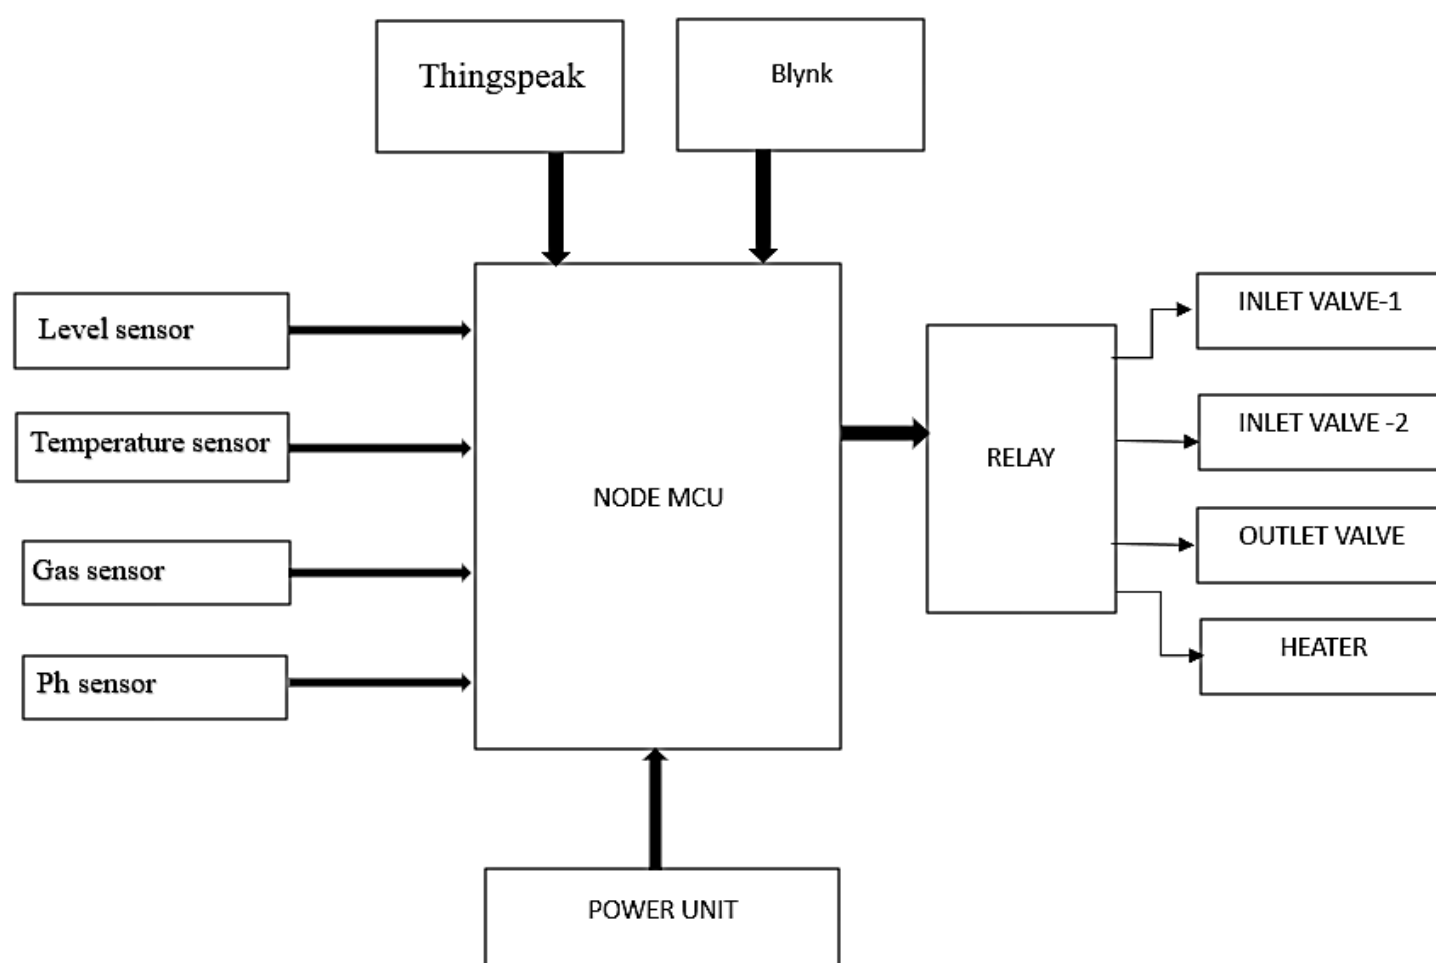 Thingspeak
Blynk
Level sensor
Temperature sensor
Gas sensor
Ph sensor
NODE MCU
RELAY
INLET VALVE-1
INLET VALVE -2
OUTLET VALVE
HEATER
POWER UNIT